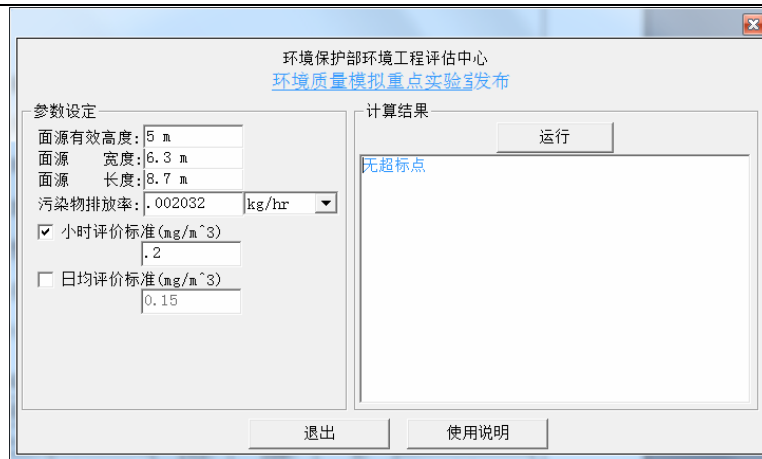 环境保护部环境工程评估中心
环境质量模拟重点实验室发布
参数设定
面源有效高度: 5 m
面源 宽度: 6.3 m
面源 长度: 8.7 m
污染物排放率: .002032 kg/hr
小时评价标准(mg/m^3)
.2
日均评价标准(mg/m^3)
0.15
计算结果
运行
无超标点
退出
使用说明